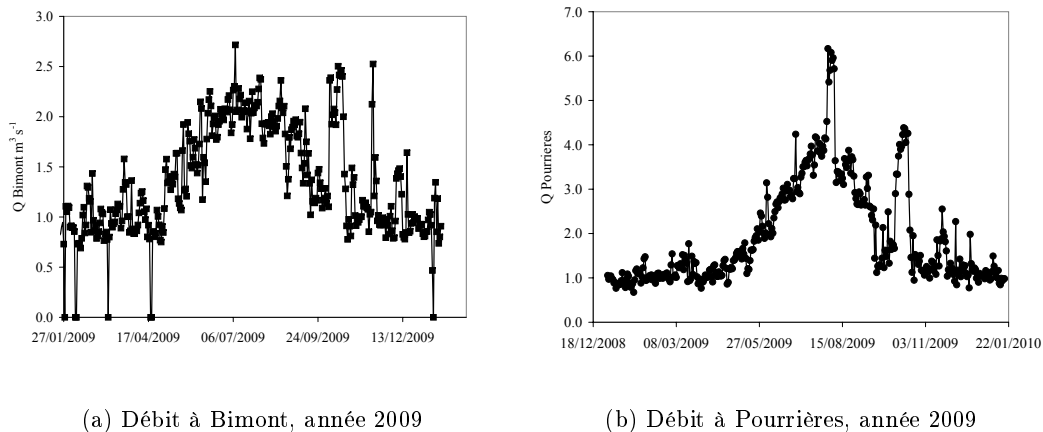 3.0
2.5
2.0
1.5
1.0
0.5
0.0
Q Bimont m³ s⁻¹
27/01/2009 17/04/2009 06/07/2009 24/09/2009 13/12/2009
(a) Débit à Bimont, année 2009
7.0
6.0
5.0
4.0
3.0
2.0
1.0
0.0
Q Pourrieres
18/12/2008 08/03/2009 27/05/2009 15/08/2009 03/11/2009 22/01/2010
(b) Débit à Pourrières, année 2009